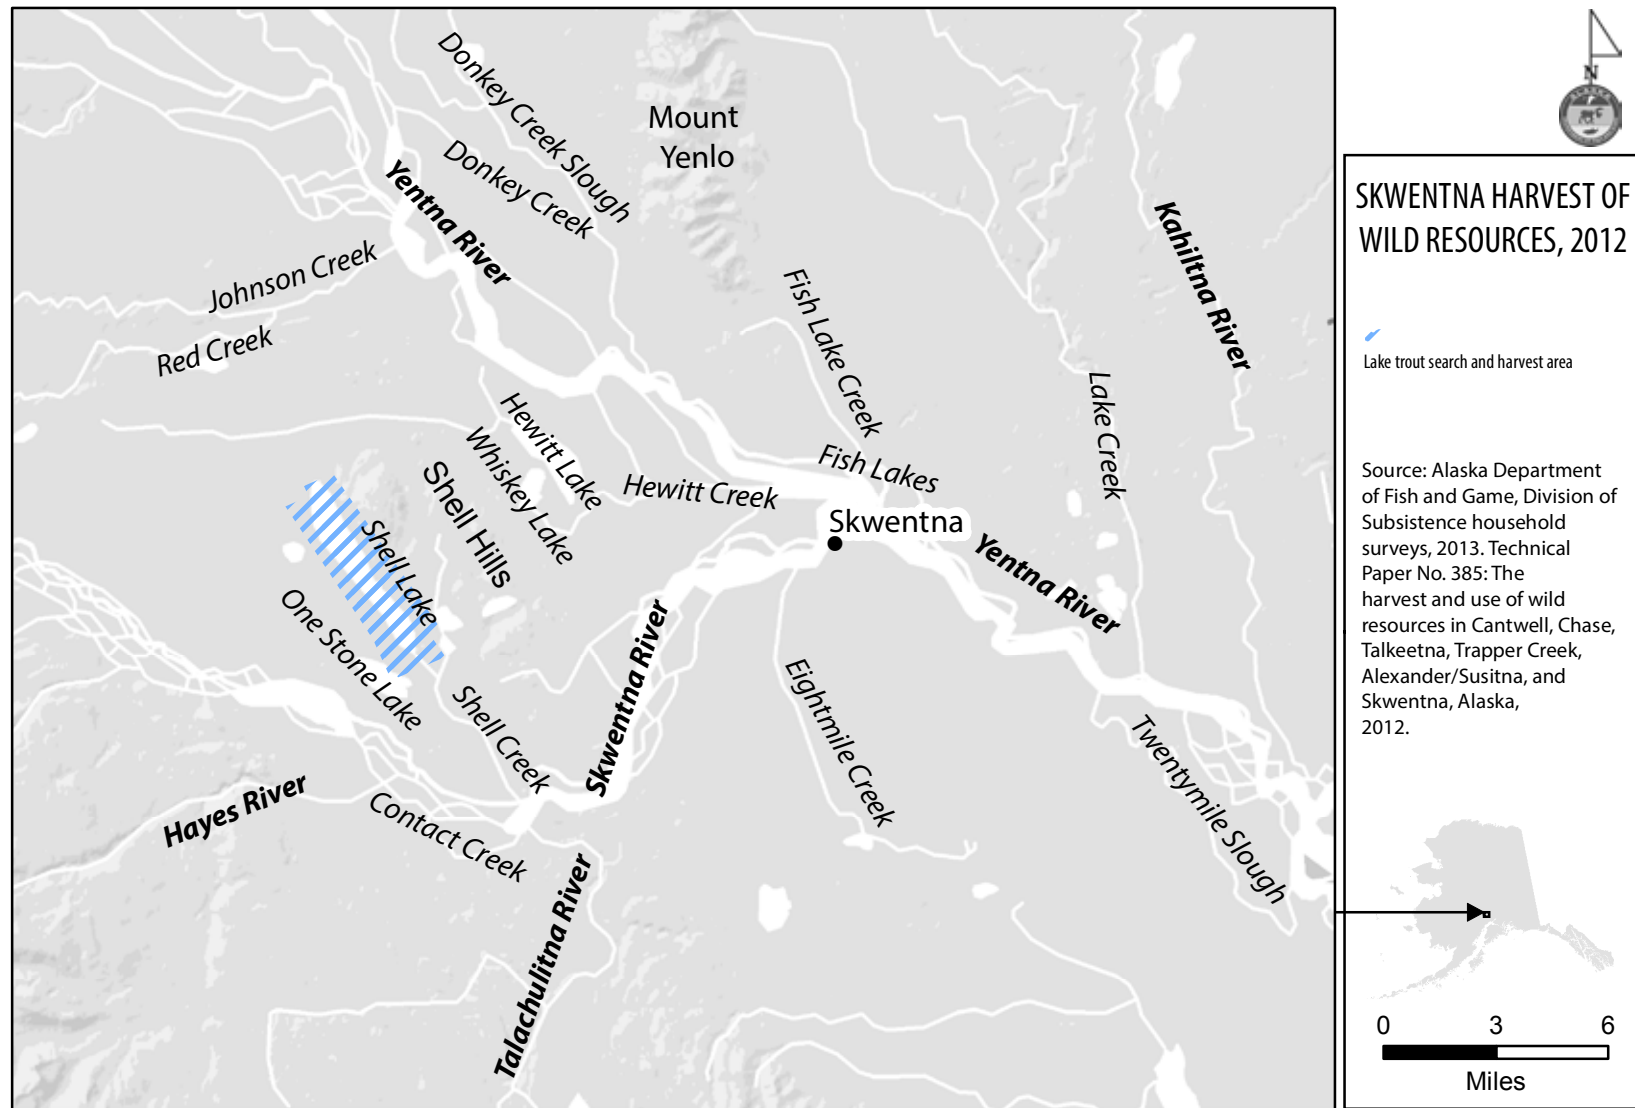 Donkey Creek Slough
Mount
Yenlo
Donkey Creek
Yentna River
Kahiltna River
Johnson Creek
Red Creek
Fish Lake Creek
Lake Creek
Hewitt Lake
Whiskey Lake
Fish Lakes
Hewitt Creek
Shell Hills
Skwentna
Shell Lake
Yentna River
One Stone Lake
Skwentna River
Eightmile Creek
Shell Creek
Twentymile Slough
Hayes River
Contact Creek
Talachulitna River
N
ALASKA
SKWENTNA HARVEST OF
WILD RESOURCES, 2012
Lake trout search and harvest area
Source: Alaska Department
of Fish and Game, Division of
Subsistence household
surveys, 2013. Technical
Paper No. 385: The
harvest and use of wild
resources in Cantwell, Chase,
Talkeetna, Trapper Creek,
Alexander/Susitna, and
Skwentna, Alaska,
2012.
0 3 6
Miles